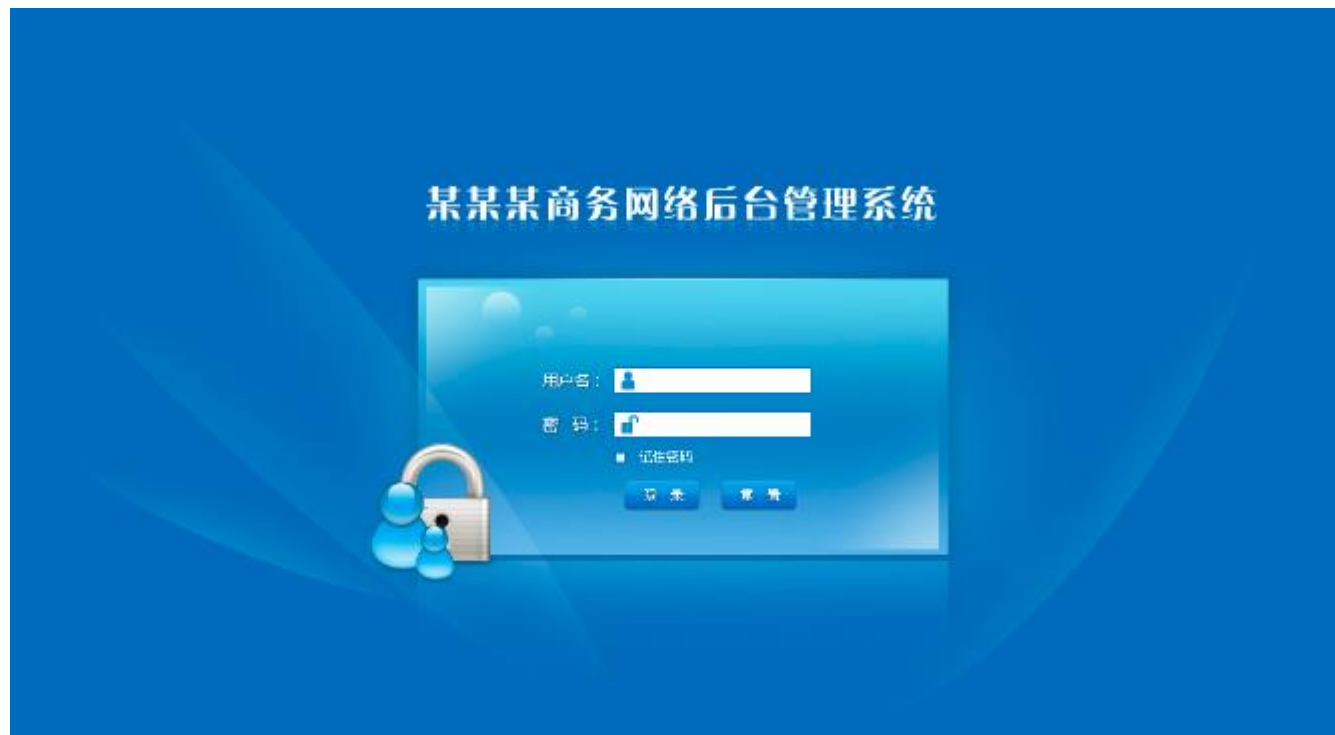 某某某商务网络后台管理系统
用户名：
密 码：
记住密码
登 录 重 置